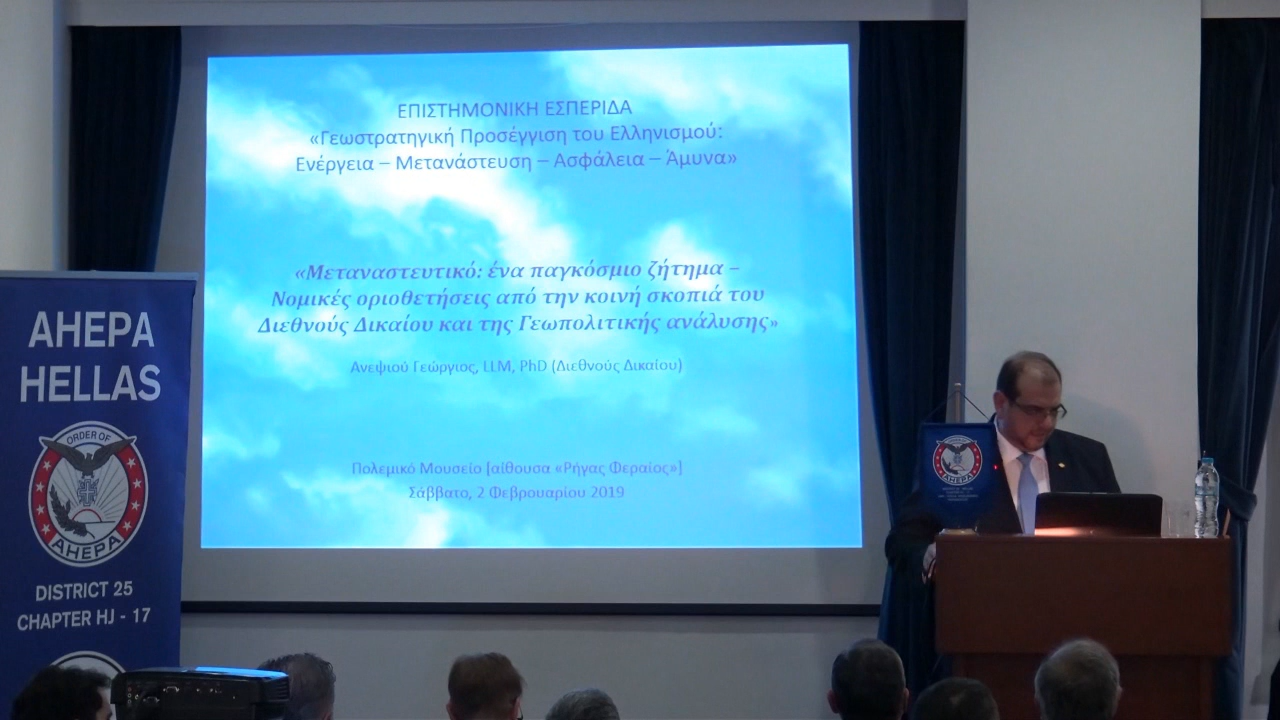 ΕΠΙΣΤΗΜΟΝΙΚΗ ΕΣΠΕΡΙΔΑ
«Γεωστρατηγική Προσέγγιση του Ελληνισμού:
Ενέργεια – Μετανάστευση – Ασφάλεια – Άμυνα»
«Μεταναστευτικό: ένα παγκόσμιο ζήτημα –
Νομικές οριοθετήσεις από την κοινή σκοπιά του
Διεθνούς Δικαίου και της Γεωπολιτικής ανάλυσης»
Ανεψιού Γεώργιος, LLM, PhD (Διεθνούς Δικαίου)
Πολεμικό Μουσείο [αίθουσα «Ρήγας Φεραίος»]
Σάββατο, 2 Φεβρουαρίου 2019
AHEPA
HELLAS
ORDER OF
AHEPA
DISTRICT 25
CHAPTER HJ - 17
AHEPA